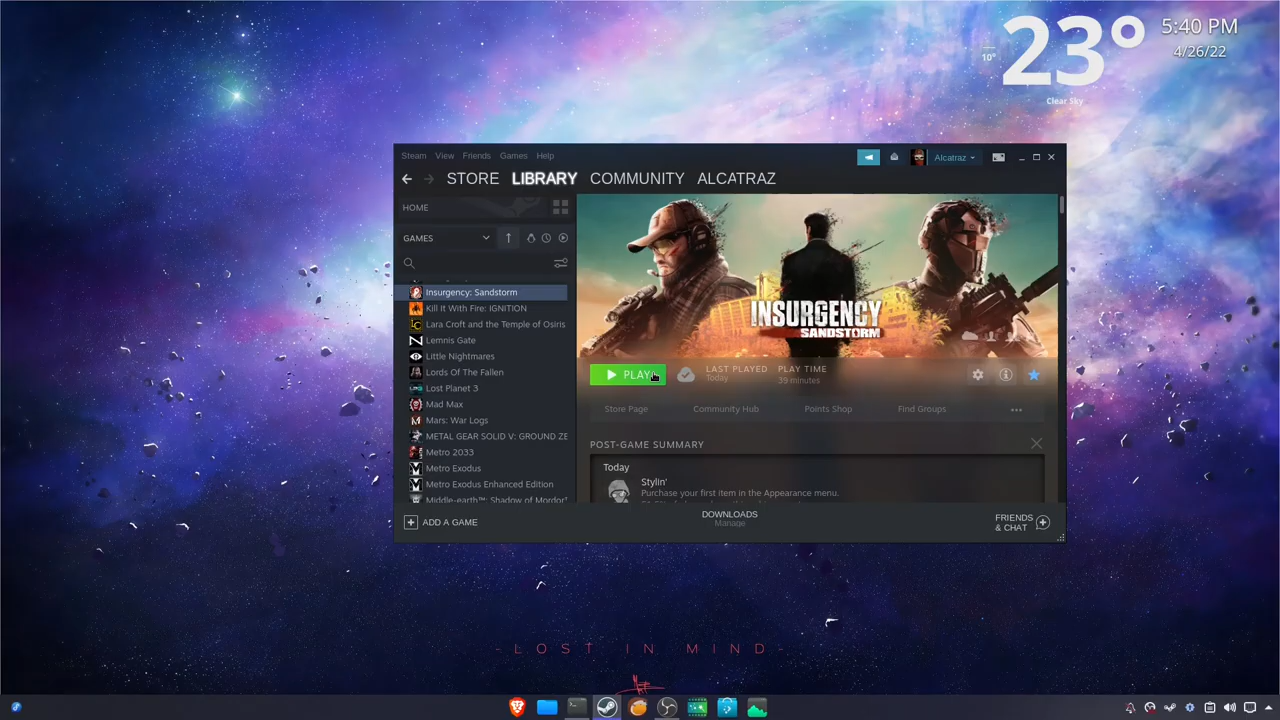 23°
10°
Clear Sky
5:40 PM
4/26/22
Steam View Friends Games Help
Alcatraz
STORE LIBRARY COMMUNITY ALCATRAZ
HOME
GAMES
Insurgency: Sandstorm
Kill It With Fire: IGNITION
Lara Croft and the Temple of Osiris
Lemnis Gate
Little Nightmares
Lords Of The Fallen
Lost Planet 3
Mad Max
Mars: War Logs
METAL GEAR SOLID V: GROUND ZE
Metro 2033
Metro Exodus
Metro Exodus Enhanced Edition
Middle-earth™: Shadow of Mordor
INSURGENCY
SANDSTORM
PLAY
LAST PLAYED
Today
PLAY TIME
39 minutes
Store Page Community Hub Points Shop Find Groups
POST-GAME SUMMARY
Today
Stylin'
Purchase your first item in the Appearance menu.
ADD A GAME
DOWNLOADS
Manage
FRIENDS
& CHAT
- LOST IN MIND -